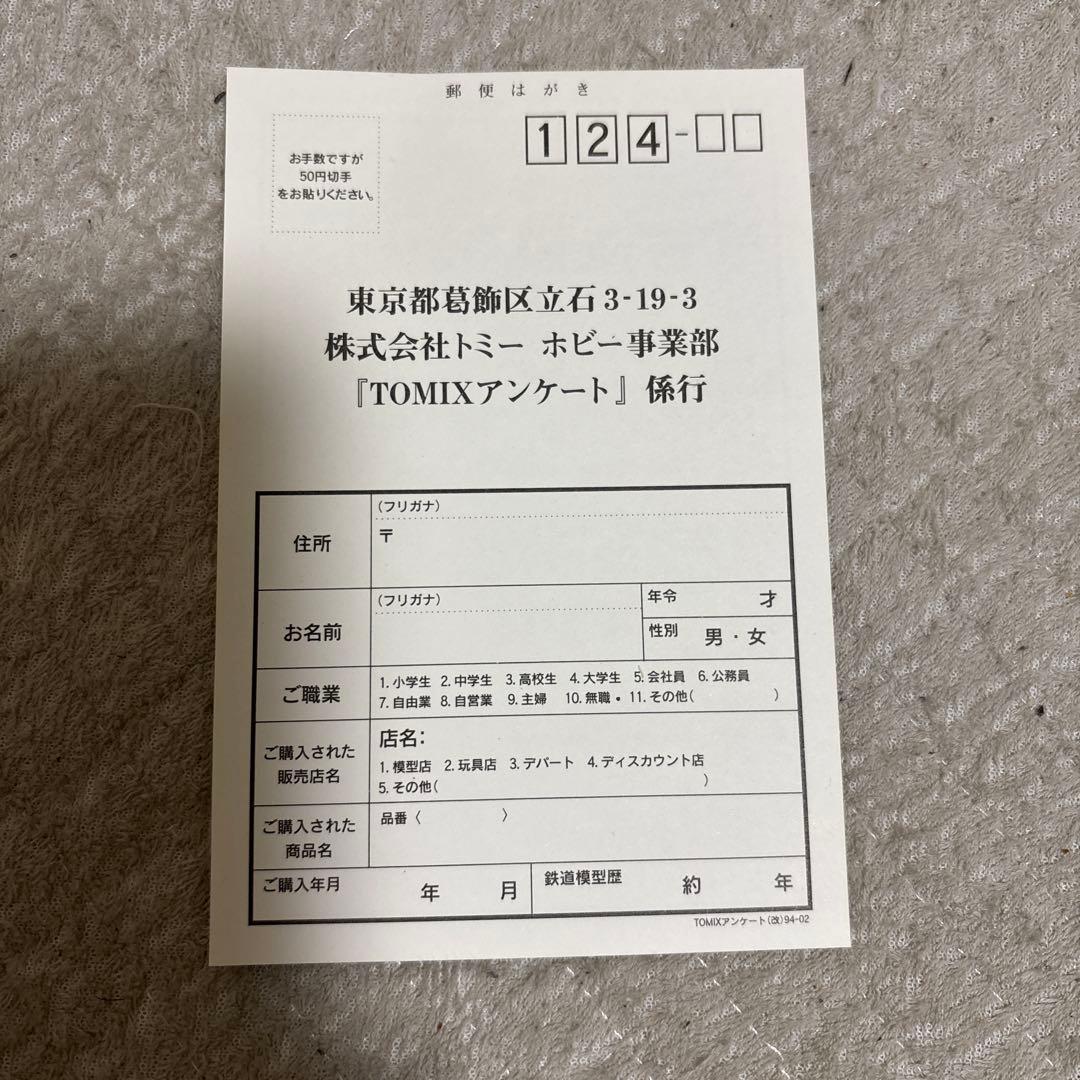 郵便はがき
お手数ですが
50円切手
をお貼りください。
124-□□
東京都葛飾区立石3-19-3
株式会社トミー ホビー事業部
『TOMIXアンケート』係行
住所
(フリガナ)
〒
お名前
(フリガナ)
年令 才
性別 男・女
ご職業
1.小学生 2.中学生 3.高校生 4.大学生 5.会社員 6.公務員
7.自由業 8.自営業 9.主婦 10.無職・11.その他( )
ご購入された
販売店名
店名:
1.模型店 2.玩具店 3.デパート 4.ディスカウント店
5.その他( )
ご購入された
商品名
品番〈 〉
ご購入年月 年 月
鉄道模型歴 約 年
TOMIXアンケート(改)94-02